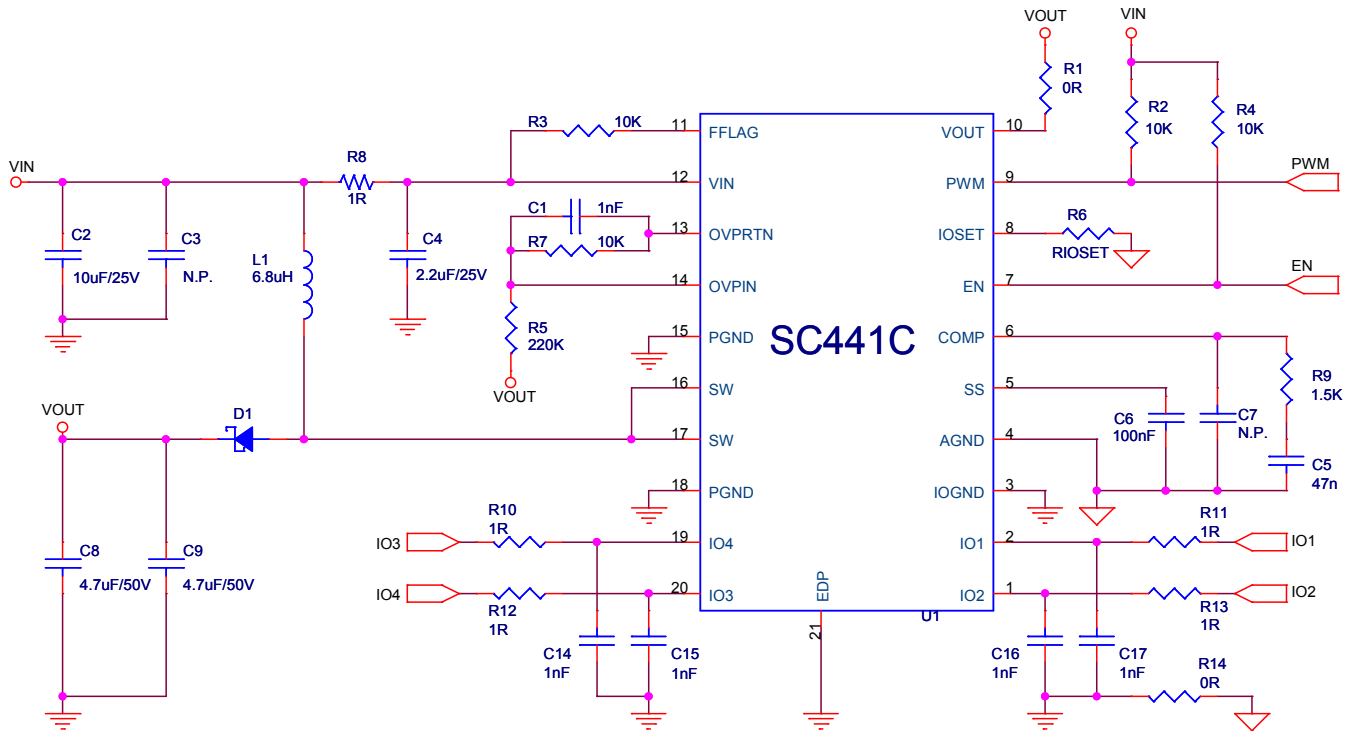 VOUT
VIN
R1
0R
R2
10K
R4
10K
R3
10K
11
FFLAG
VOUT
10
VIN
R8
1R
12
VIN
PWM
9
PWM
C1
1nF
R6
RIOSET
13
OVPRTN
IOSET
8
R7
10K
C2
10uF/25V
C3
N.P.
L1
6.8uH
C4
2.2uF/25V
14
OVPIN
EN
7
EN
R5
220K
VOUT
15
PGND
SC441C
COMP
6
16
SW
SS
5
R9
1.5K
C6
100nF
C7
N.P.
VOUT
D1
17
SW
AGND
4
C5
47n
18
PGND
IOGND
3
R10
1R
R11
1R
IO3
19
IO4
IO1
2
IO1
C8
4.7uF/50V
C9
4.7uF/50V
IO4
R12
1R
20
IO3
EDP
21
IO2
1
R13
1R
IO2
U1
C14
1nF
C15
1nF
C16
1nF
C17
1nF
R14
0R